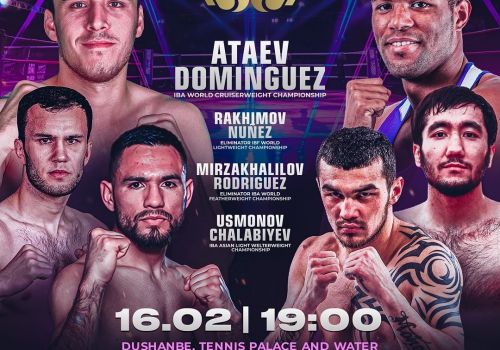 ATAEV
DOMINGUEZ
IBA WORLD CRUISERWEIGHT CHAMPIONSHIP
RAKHIMOV
NUNEZ
ELIMINATOR IBF WORLD
LIGHTWEIGHT CHAMPIONSHIP
MIRZAKHALILOV
RODRIGUEZ
ELIMINATOR IBA WORLD
FEATHERWEIGHT CHAMPIONSHIP
USMONOV
CHALABIYEV
IBA ASIAN LIGHT WELTERWEIGHT
CHAMPIONSHIP
16.02 | 19:00
DUSHANBE, TENNIS PALACE AND WATER